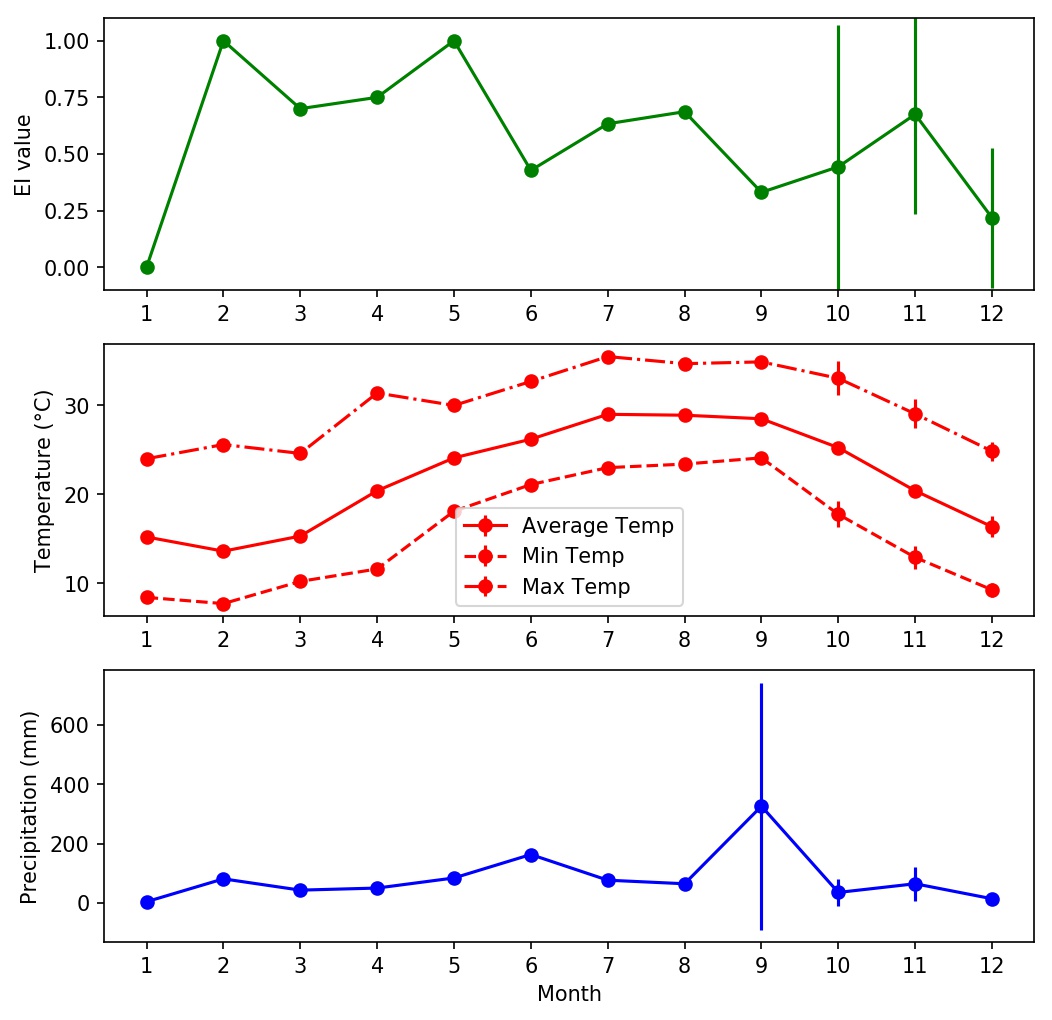 EI value
1.00
0.75
0.50
0.25
0.00
1 2 3 4 5 6 7 8 9 10 11 12
Temperature (°C)
30
20
10
Average Temp
Min Temp
Max Temp
1 2 3 4 5 6 7 8 9 10 11 12
Precipitation (mm)
600
400
200
0
1 2 3 4 5 6 7 8 9 10 11 12
Month